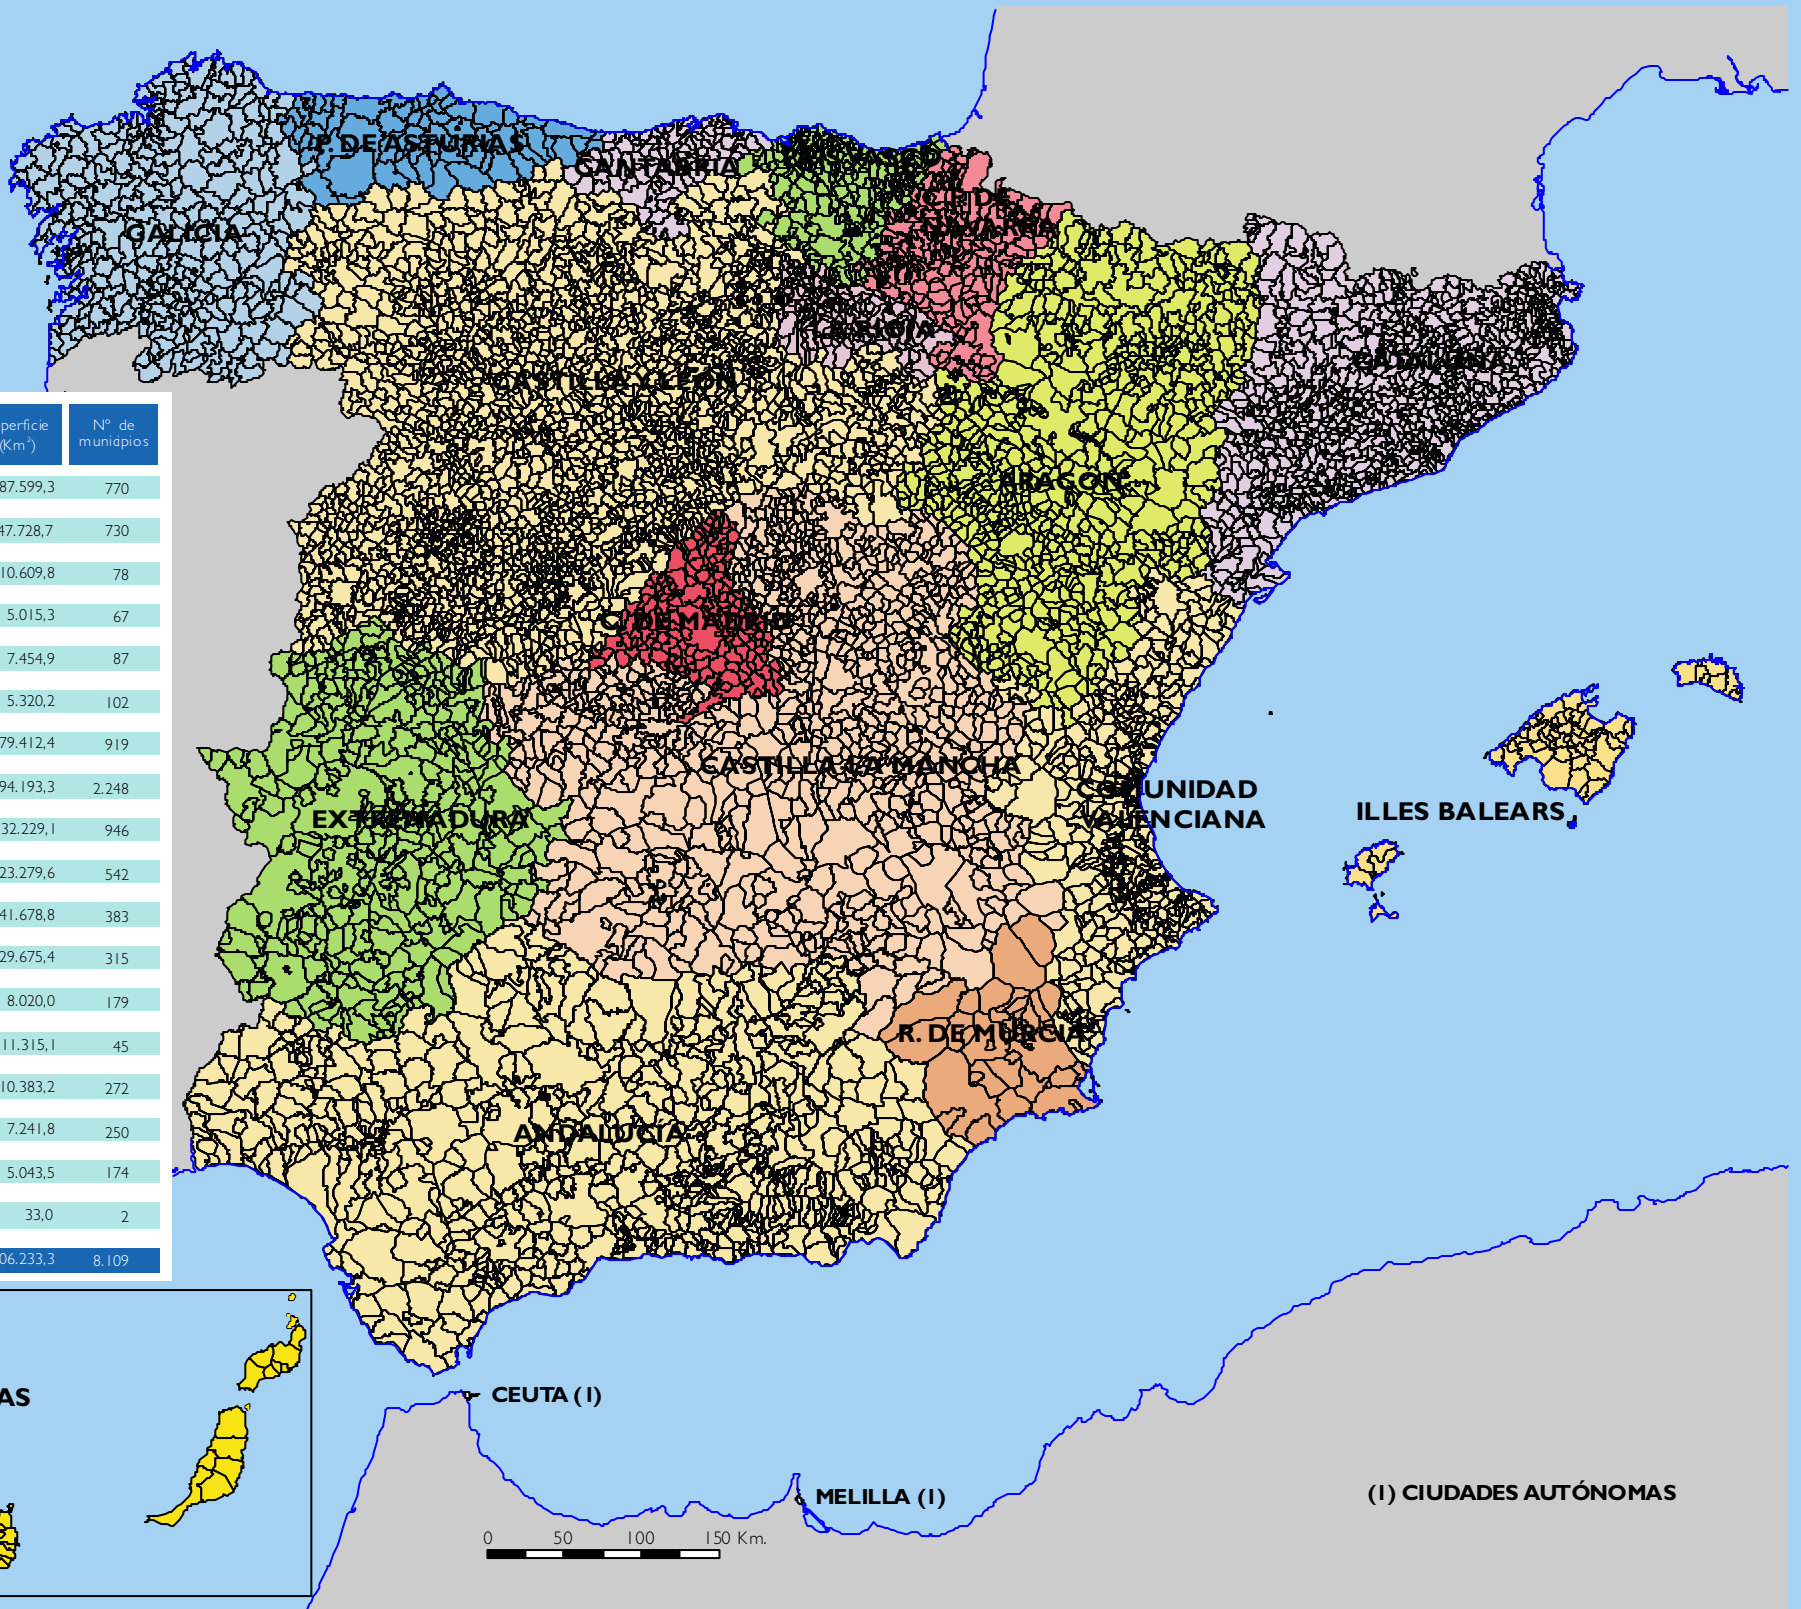 P. DE ASTURIAS
CANTABRIA
PAIS VASCO
C.F. DE
NAVARRA
GALICIA
LA RIOJA
CATALUÑA
CASTILLA Y LEÓN
ARAGÓN
C. DE MADRID
CASTILLA-LA MANCHA
EXTREMADURA
COMUNIDAD
VALENCIANA
ILLES BALEARS
R. DE MURCIA
ANDALUCÍA
perficie Nº de
(Km²) municipios
87.599,3 770
47.728,7 730
10.609,8 78
5.015,3 67
7.454,9 87
5.320,2 102
79.412,4 919
94.193,3 2.248
32.229,1 946
23.279,6 542
41.678,8 383
29.675,4 315
8.020,0 179
11.315,1 45
10.383,2 272
7.241,8 250
5.043,5 174
33,0 2
06.233,3 8.109
AS
CEUTA (1)
MELILLA (1)
(1) CIUDADES AUTÓNOMAS
0 50 100 150 Km.